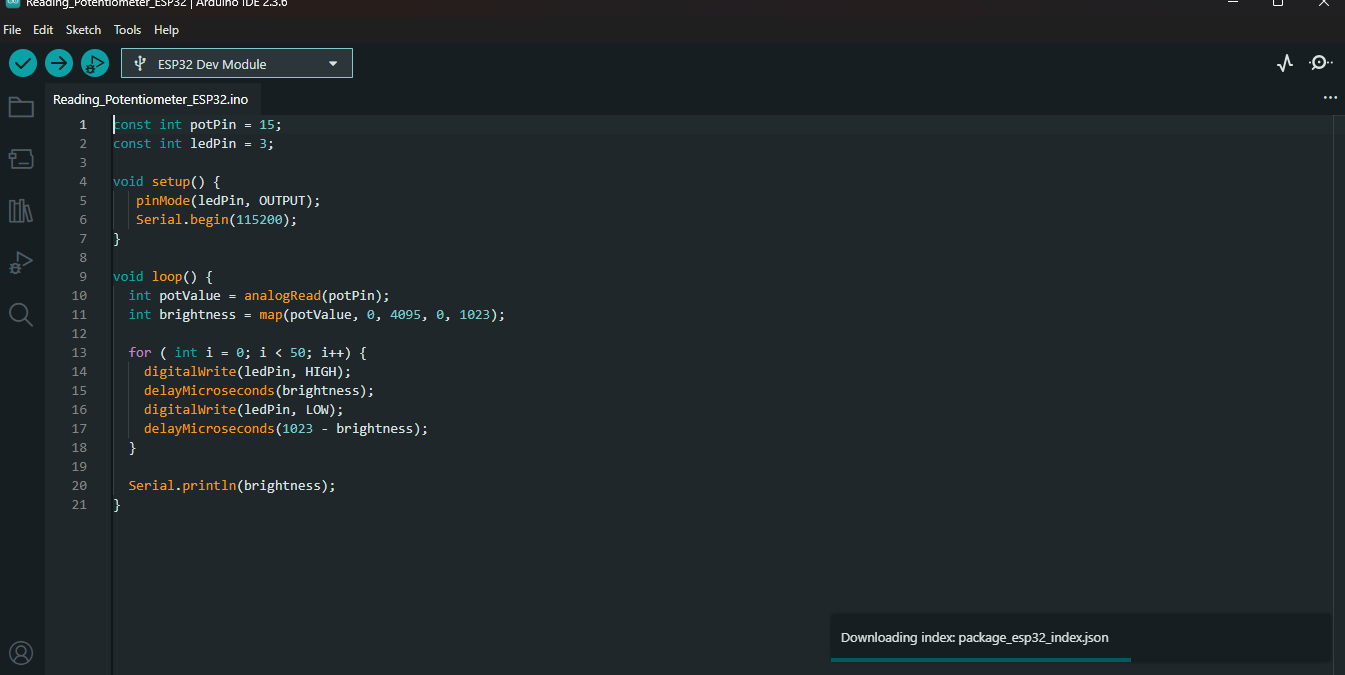 Reading_Potentiometer_ESP32 | Arduino IDE 2.3.6
File Edit Sketch Tools Help
ESP32 Dev Module
Reading_Potentiometer_ESP32.ino
1 const int potPin = 15;
2 const int ledPin = 3;
3
4 void setup() {
5 pinMode(ledPin, OUTPUT);
6 Serial.begin(115200);
7 }
8
9 void loop() {
10 int potValue = analogRead(potPin);
11 int brightness = map(potValue, 0, 4095, 0, 1023);
12
13 for ( int i = 0; i < 50; i++) {
14 digitalWrite(ledPin, HIGH);
15 delayMicroseconds(brightness);
16 digitalWrite(ledPin, LOW);
17 delayMicroseconds(1023 - brightness);
18 }
19
20 Serial.println(brightness);
21 }
Downloading index: package_esp32_index.json